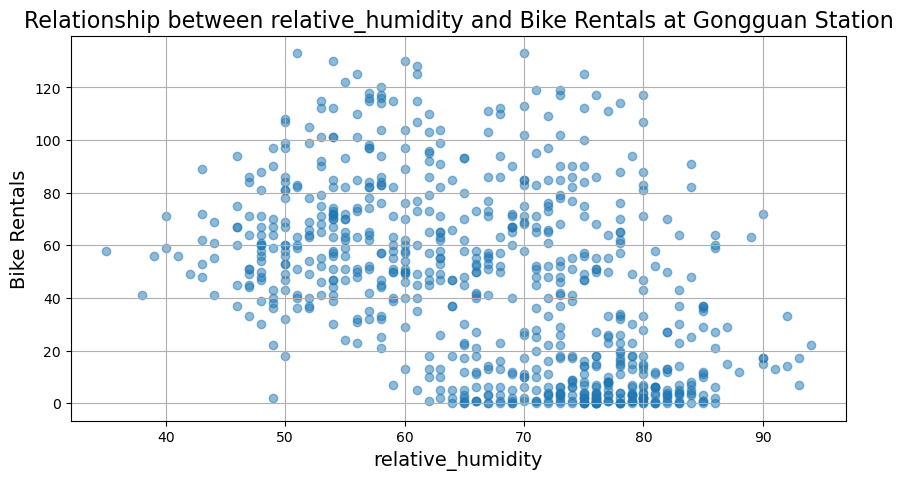 Relationship between relative_humidity and Bike Rentals at Gongguan Station
Bike Rentals
120
100
80
60
40
20
0
40 50 60 70 80 90
relative_humidity